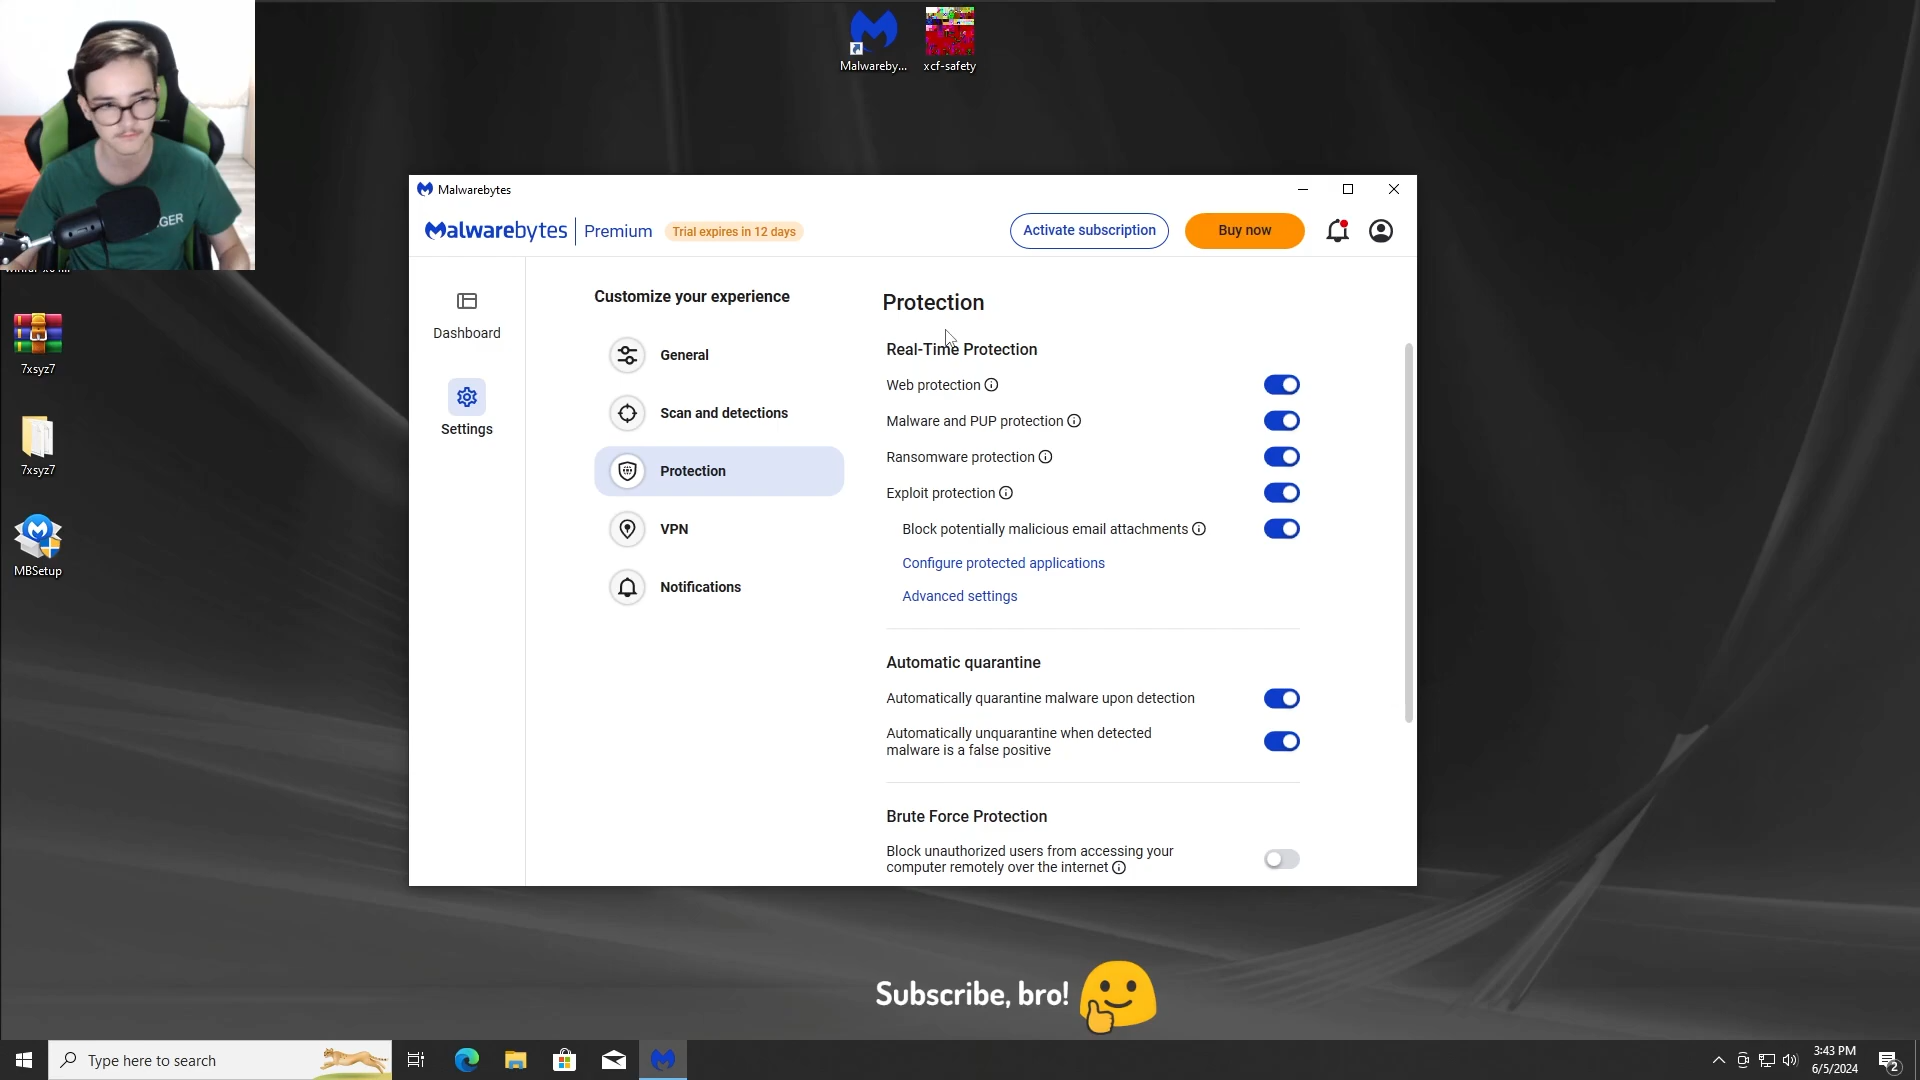 Malwareby...
xcf-safety
GER
7xsyz7
7xsyz7
MBSetup
Malwarebytes
Malwarebytes | Premium
Trial expires in 12 days
Activate subscription
Buy now
Dashboard
Settings
Customize your experience
General
Scan and detections
Protection
VPN
Notifications
Protection
Real-Time Protection
Web protection
Malware and PUP protection
Ransomware protection
Exploit protection
Block potentially malicious email attachments
Configure protected applications
Advanced settings
Automatic quarantine
Automatically quarantine malware upon detection
Automatically unquarantine when detected
malware is a false positive
Brute Force Protection
Block unauthorized users from accessing your
computer remotely over the internet
Subscribe, bro!
Type here to search
3:43 PM
6/5/2024
2